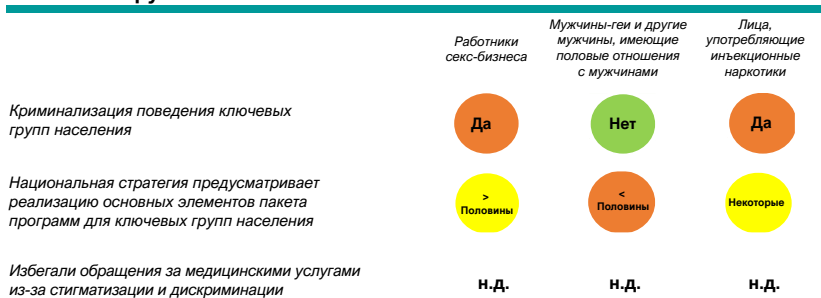 Работники
секс-бизнеса
Мужчины-геи и другие
мужчины, имеющие
половые отношения
с мужчинами
Лица,
употребляющие
инъекционные
наркотики
Криминализация поведения ключевых
групп населения
Да
Нет
Да
Национальная стратегия предусматривает
реализацию основных элементов пакета
программ для ключевых групп населения
>
Половины
<
Половины
Некоторые
Избегали обращения за медицинскими услугами
из-за стигматизации и дискриминации
н.д.
н.д.
н.д.